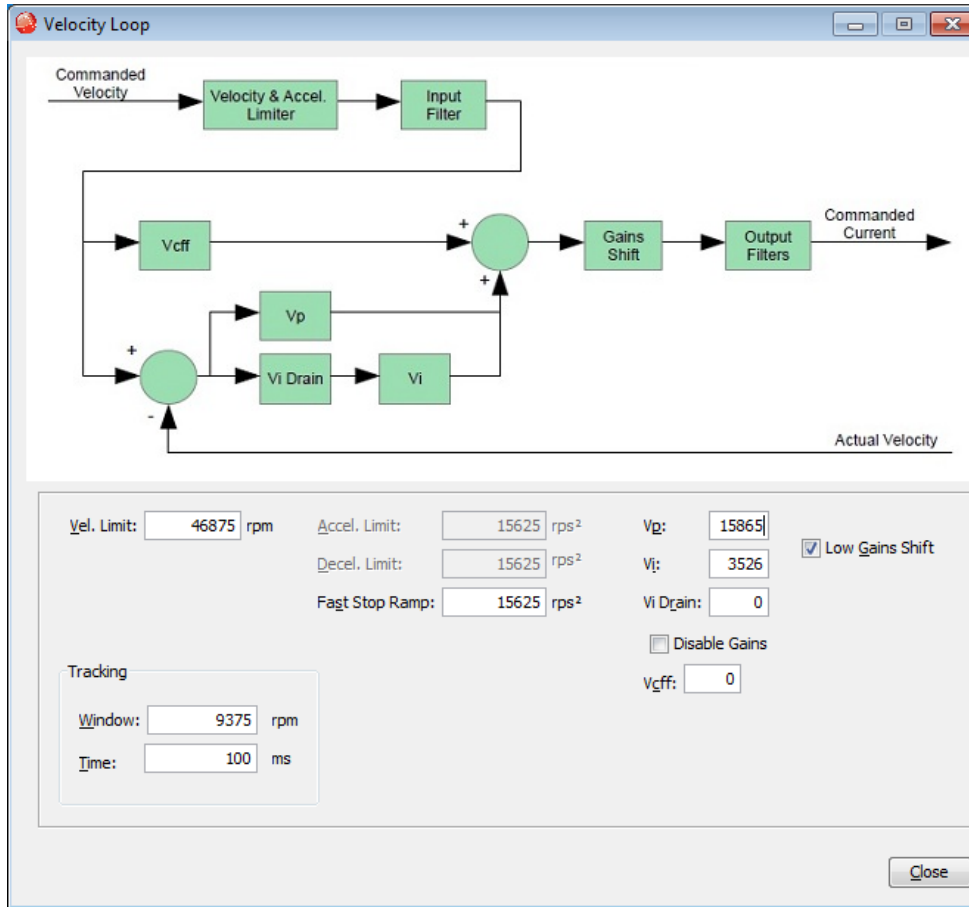 Velocity Loop
Commanded
Velocity
Velocity & Accel.
Limiter
Input
Filter
Vcff
+
+
Gains
Shift
Output
Filters
Commanded
Current
Vp
+
Vi Drain
Vi
-
Actual Velocity
Vel. Limit: 46875 rpm
Accel. Limit: 15625 rps²
Decel. Limit: 15625 rps²
Fast Stop Ramp: 15625 rps²
Vp: 15865
Vi: 3526
Vi Drain: 0
Low Gains Shift
Disable Gains
Vcff: 0
Tracking
Window: 9375 rpm
Time: 100 ms
Close